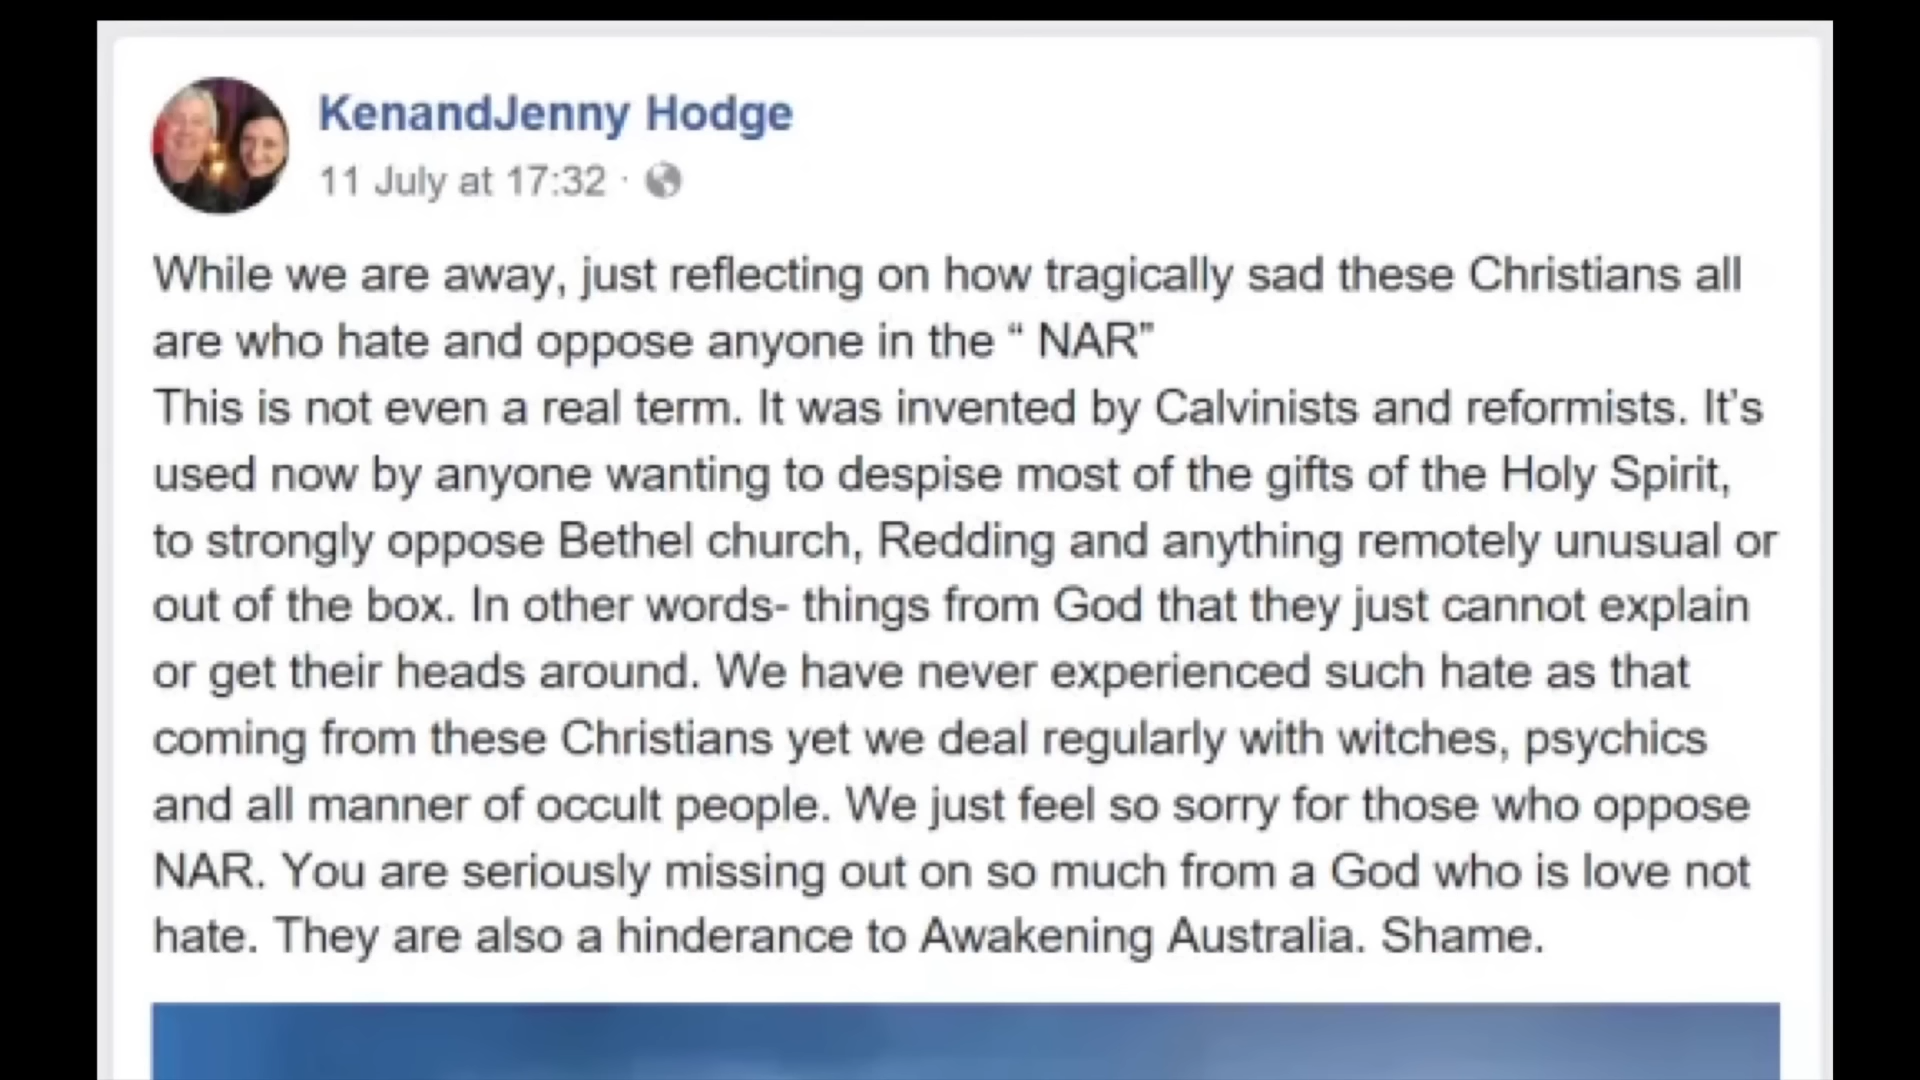 KenandJenny Hodge
11 July at 17:32 ·
While we are away, just reflecting on how tragically sad these Christians all
are who hate and oppose anyone in the “ NAR”
This is not even a real term. It was invented by Calvinists and reformists. It’s
used now by anyone wanting to despise most of the gifts of the Holy Spirit,
to strongly oppose Bethel church, Redding and anything remotely unusual or
out of the box. In other words- things from God that they just cannot explain
or get their heads around. We have never experienced such hate as that
coming from these Christians yet we deal regularly with witches, psychics
and all manner of occult people. We just feel so sorry for those who oppose
NAR. You are seriously missing out on so much from a God who is love not
hate. They are also a hinderance to Awakening Australia. Shame.